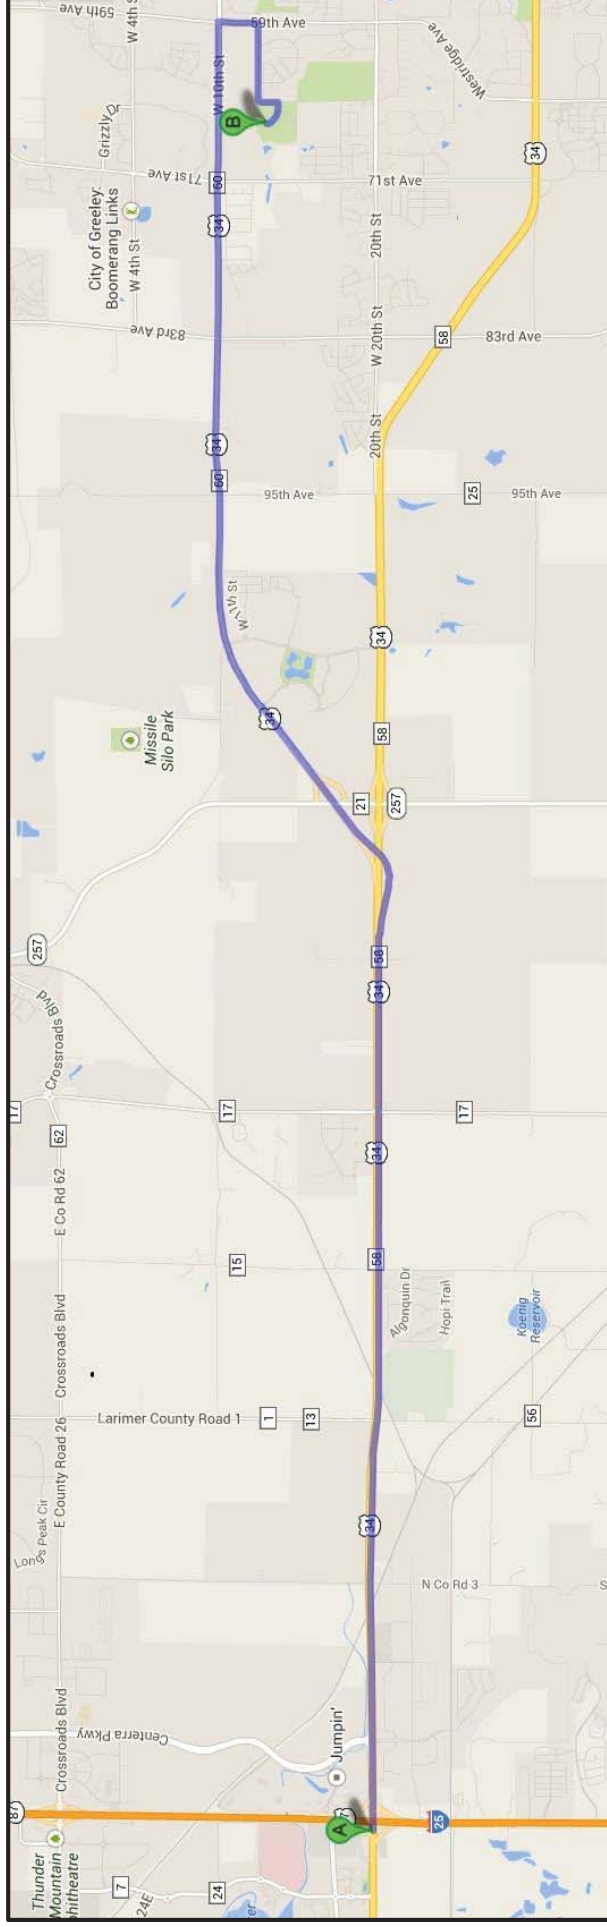 Thunder
Mountain
phitheatre
87
Crossroads Blvd
Centerra Pkwy
7
24E
24
A
Jumpin'
25
Long's Peak Cir
E County Road 26
Crossroads Blvd
E Co Rd 62
62
Crossroads Blvd
17
257
Larimer County Road 1
1
13
15
17
34
N Co Rd 3
56
34
58
Algonquin Dr
Hopi Trail
Koenig
Reservoir
17
34
58
21
257
Missile
Silo Park
34
W 11th St
58
34
60
34
95th Ave
25
95th Ave
83rd Ave
City of Greeley:
Boomerang Links
W 4th St
34
60
71st Ave
Grizzly Dr
W 4th S
59th Ave
W 10th St
B
59th Ave
71st Ave
20th St
W 20th St
20th St
58
83rd Ave
34
Westridge Ave